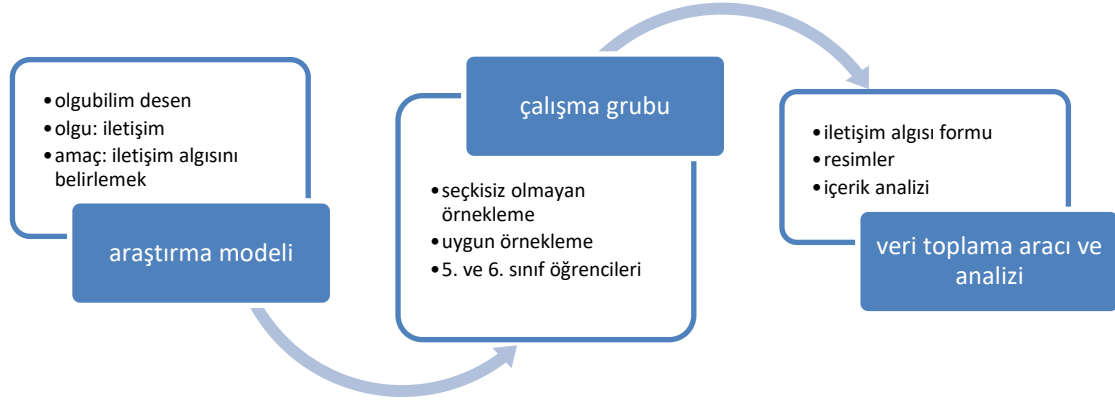 •olgubilim desen
•olgu: iletişim
•amaç: iletişim algısını
belirlemek
araştırma modeli
çalışma grubu
•seçkisiz olmayan
örnekleme
•uygun örnekleme
•5. ve 6. sınıf öğrencileri
•iletişim algısı formu
•resimler
•içerik analizi
veri toplama aracı ve
analizi